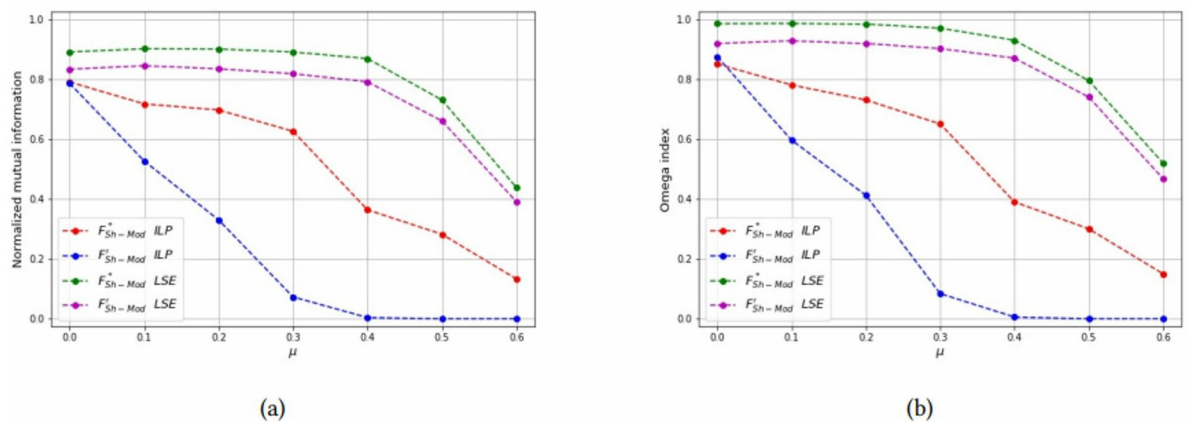 1.0
0.8
0.6
0.4
0.2
0.0
Normalized mutual information
F*Sh−Mod ILP
FrSh−Mod ILP
F*Sh−Mod LSE
FrSh−Mod LSE
0.0 0.1 0.2 0.3 0.4 0.5 0.6
μ
(a)
1.0
0.8
0.6
0.4
0.2
0.0
Omega index
F*Sh−Mod ILP
FrSh−Mod ILP
F*Sh−Mod LSE
FrSh−Mod LSE
0.0 0.1 0.2 0.3 0.4 0.5 0.6
μ
(b)